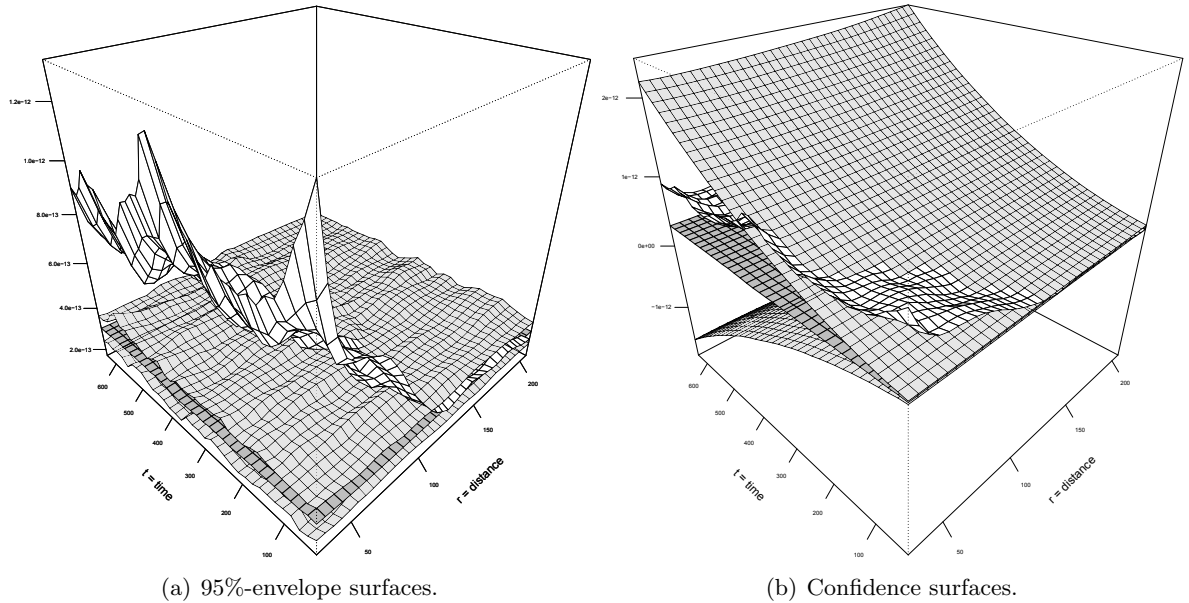 1.2e−12
1.0e−12
8.0e−13
6.0e−13
4.0e−13
2.0e−13
600
500
400
300
200
100
t = time
50
100
150
200
r = distance
(a) 95%-envelope surfaces.
2e−12
1e−12
0e+00
−1e−12
600
500
400
300
200
100
t = time
50
100
150
200
r = distance
(b) Confidence surfaces.